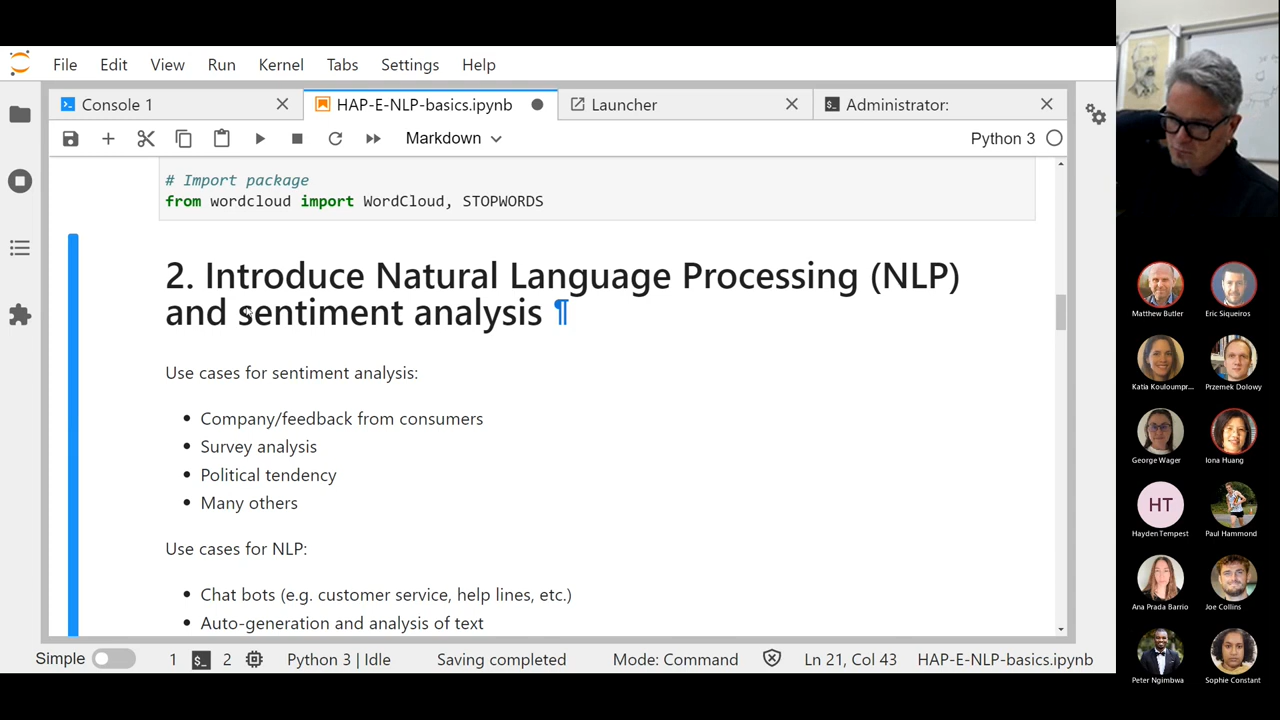 File Edit View Run Kernel Tabs Settings Help
Console 1 HAP-E-NLP-basics.ipynb Launcher Administrator:
Markdown Python 3
# Import package
from wordcloud import WordCloud, STOPWORDS
2. Introduce Natural Language Processing (NLP)
and sentiment analysis ¶
Use cases for sentiment analysis:
• Company/feedback from consumers
• Survey analysis
• Political tendency
• Many others
Use cases for NLP:
• Chat bots (e.g. customer service, help lines, etc.)
• Auto-generation and analysis of text
Simple 1 2 Python 3 | Idle Saving completed Mode: Command Ln 21, Col 43 HAP-E-NLP-basics.ipynb
Matthew Butler Eric Siqueiros
Katia Kouloumpr... Przemek Dolowy
George Wager Iona Huang
HT
Hayden Tempest Paul Hammond
Ana Prada Barrio Joe Collins
Peter Ngimbwa Sophie Constant